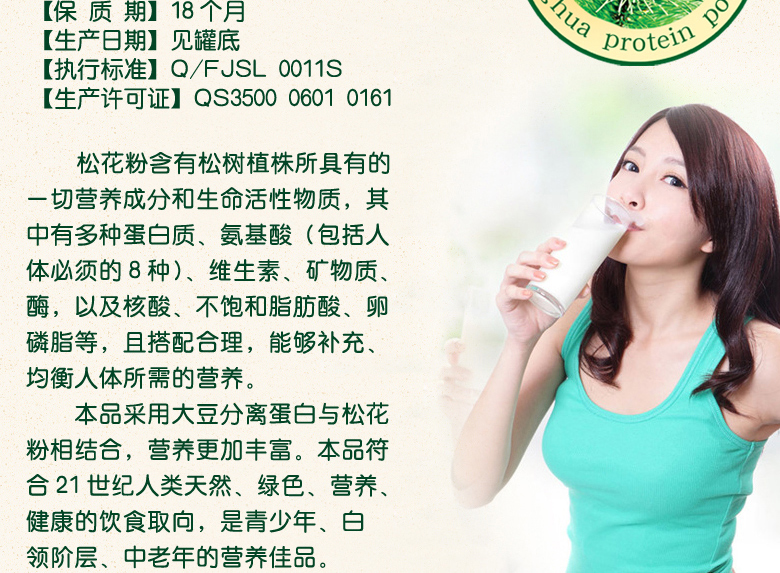 【保 质 期】18个月
【生产日期】见罐底
【执行标准】Q/FJSL 0011S
【生产许可证】QS3500 0601 0161
hua protein po
松花粉含有松树植株所具有的
一切营养成分和生命活性物质，其
中有多种蛋白质、氨基酸（包括人
体必须的8种）、维生素、矿物质、
酶，以及核酸、不饱和脂肪酸、卵
磷脂等，且搭配合理，能够补充、
均衡人体所需的营养。
本品采用大豆分离蛋白与松花
粉相结合，营养更加丰富。本品符
合21世纪人类天然、绿色、营养、
健康的饮食取向，是青少年、白
领阶层、中老年的营养佳品。